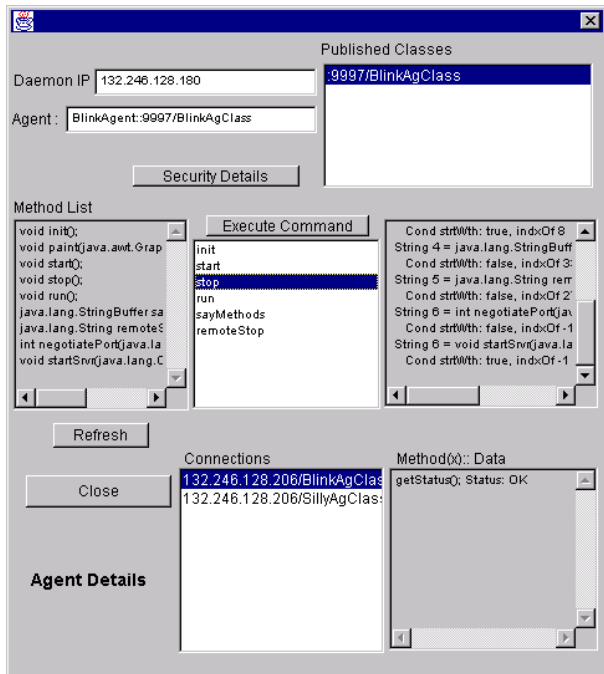 Published Classes
Daemon IP 132.246.128.180
:9997/BlinkAgClass
Agent : BlinkAgent::9997/BlinkAgClass
Security Details
Method List
void init();
void paint(java.awt.Grap
void start();
void stop();
void run();
java.lang.StringBuffer sa
java.lang.String remoteS
int negotiatePort(java.la
void startSrvr(java.lang.C
Execute Command
init
start
stop
run
sayMethods
remoteStop
Cond strtWth: true, indxOf 8
String 4 = java.lang.StringBuff
Cond strtWth: false, indxOf 3
String 5 = java.lang.String rem
Cond strtWth: false, indxOf 2
String 6 = int negotiatePort(jav
Cond strtWth: false, indxOf -1
String 6 = void startSrvr(java.la
Cond strtWth: true, indxOf -1
Refresh
Close
Agent Details
Connections
132.246.128.206/BlinkAgClas
132.246.128.206/SillyAgClas
Method(x):: Data
getStatus(); Status: OK